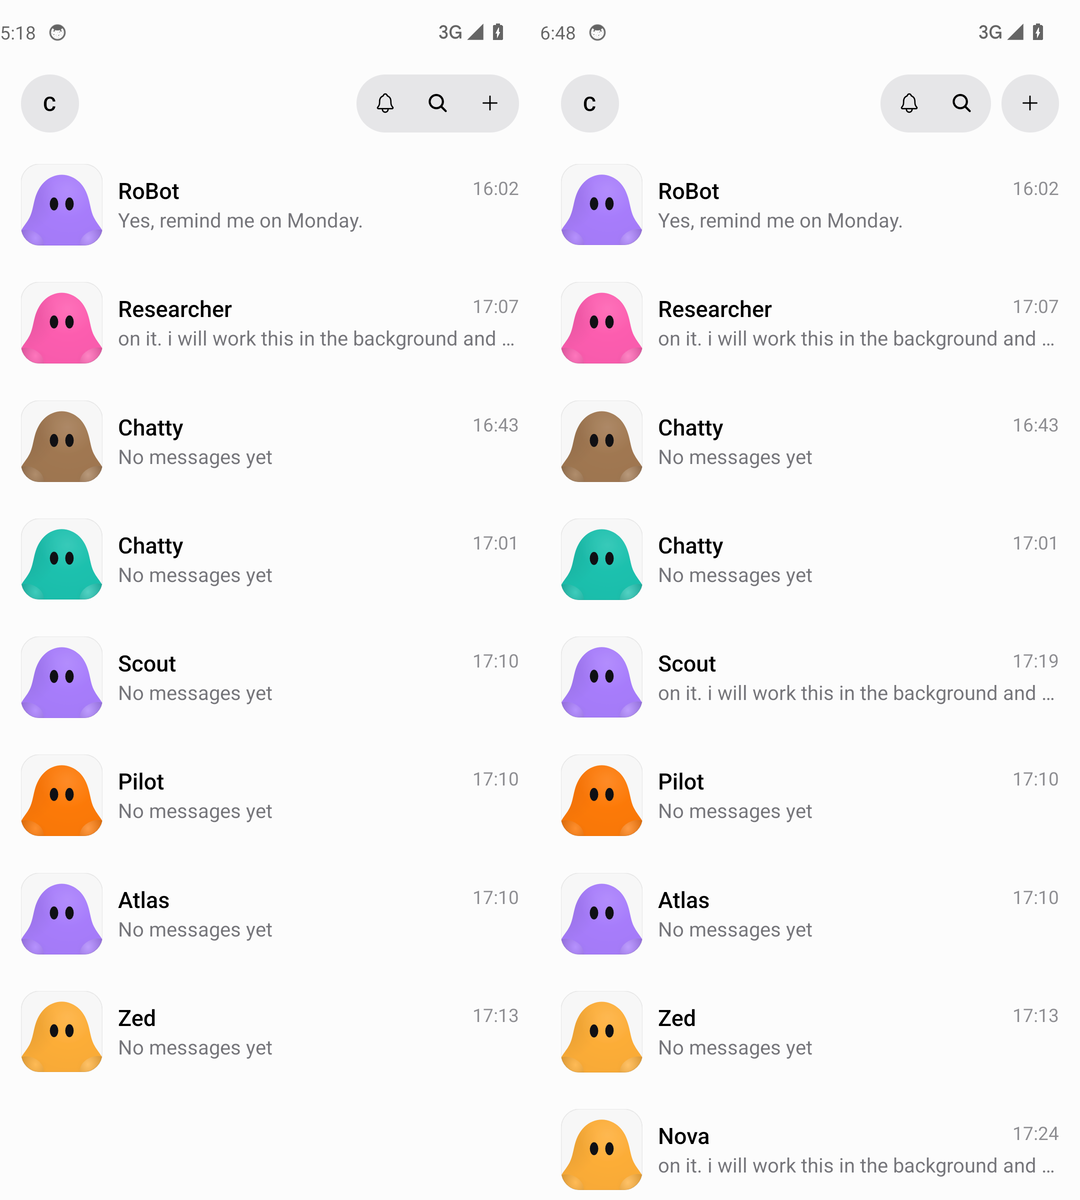 5:18 3G
C
RoBot 16:02
Yes, remind me on Monday.
Researcher 17:07
on it. i will work this in the background and ...
Chatty 16:43
No messages yet
Chatty 17:01
No messages yet
Scout 17:10
No messages yet
Pilot 17:10
No messages yet
Atlas 17:10
No messages yet
Zed 17:13
No messages yet
6:48 3G
C
RoBot 16:02
Yes, remind me on Monday.
Researcher 17:07
on it. i will work this in the background and ...
Chatty 16:43
No messages yet
Chatty 17:01
No messages yet
Scout 17:19
on it. i will work this in the background and ...
Pilot 17:10
No messages yet
Atlas 17:10
No messages yet
Zed 17:13
No messages yet
Nova 17:24
on it. i will work this in the background and ...